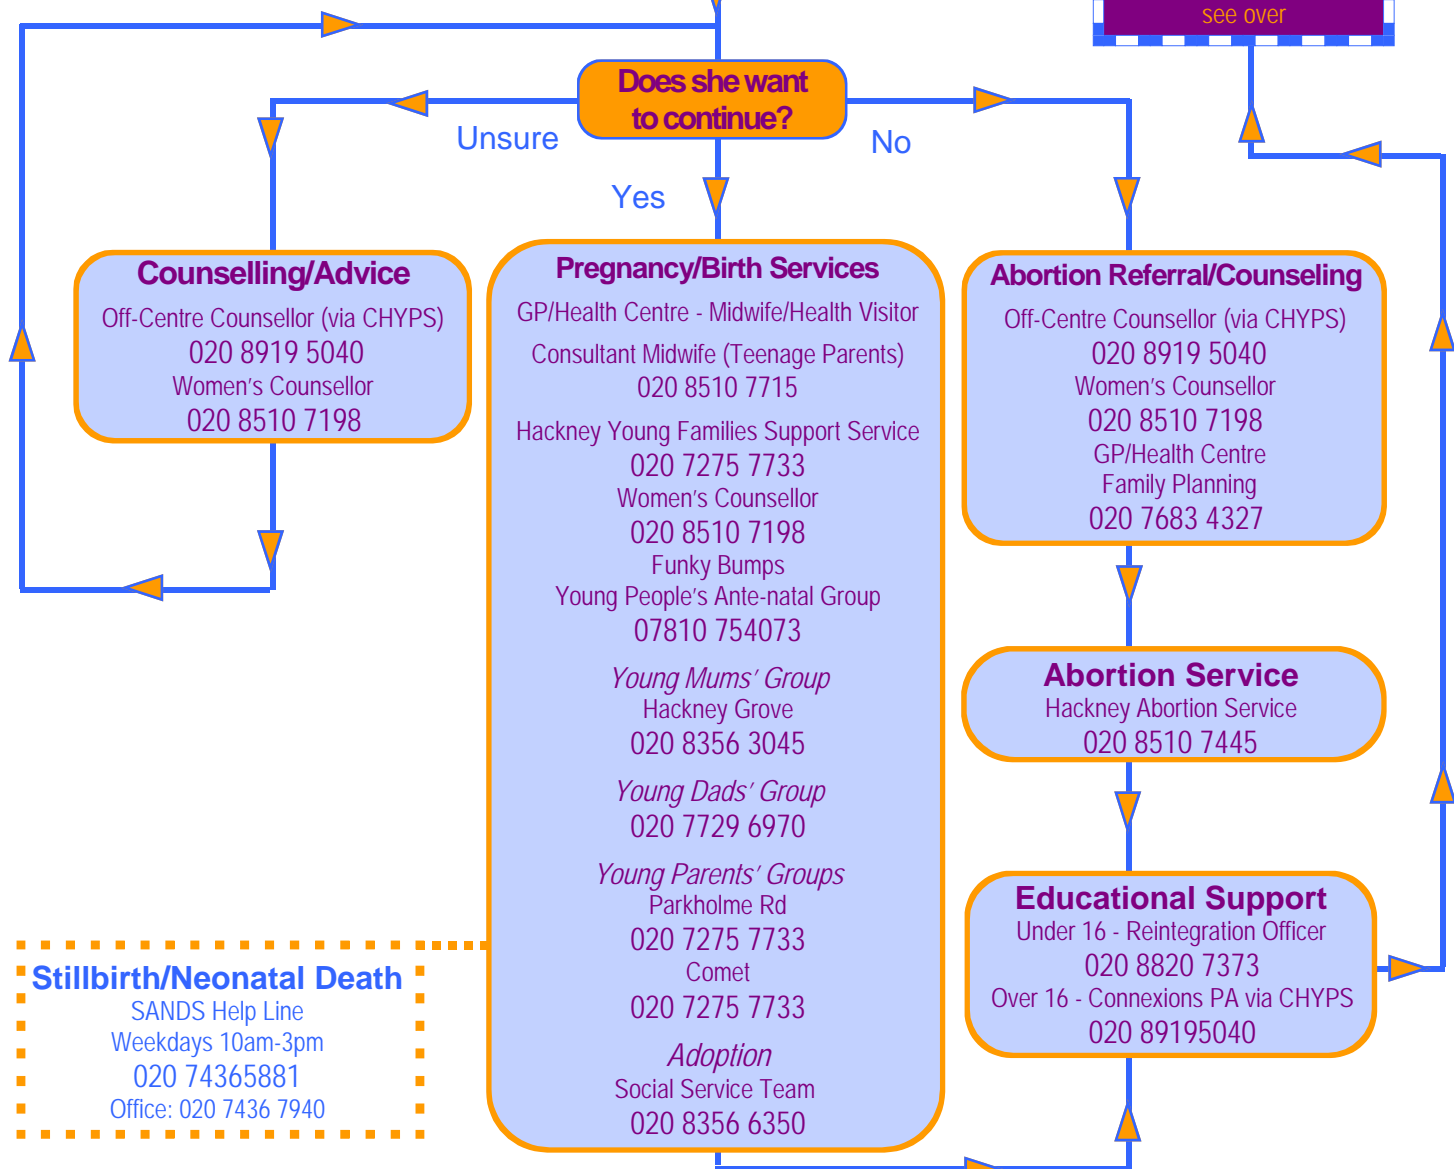 see over
Does she want
to continue?
Unsure
No
Yes
Counselling/Advice
Off-Centre Counsellor (via CHYPS)
020 8919 5040
Women's Counsellor
020 8510 7198
Pregnancy/Birth Services
GP/Health Centre - Midwife/Health Visitor
Consultant Midwife (Teenage Parents)
020 8510 7715
Hackney Young Families Support Service
020 7275 7733
Women's Counsellor
020 8510 7198
Funky Bumps
Young People's Ante-natal Group
07810 754073
Young Mums' Group
Hackney Grove
020 8356 3045
Young Dads' Group
020 7729 6970
Young Parents' Groups
Parkholme Rd
020 7275 7733
Comet
020 7275 7733
Adoption
Social Service Team
020 8356 6350
Abortion Referral/Counseling
Off-Centre Counsellor (via CHYPS)
020 8919 5040
Women's Counsellor
020 8510 7198
GP/Health Centre
Family Planning
020 7683 4327
Abortion Service
Hackney Abortion Service
020 8510 7445
Educational Support
Under 16 - Reintegration Officer
020 8820 7373
Over 16 - Connexions PA via CHYPS
020 89195040
Stillbirth/Neonatal Death
SANDS Help Line
Weekdays 10am-3pm
020 74365881
Office: 020 7436 7940